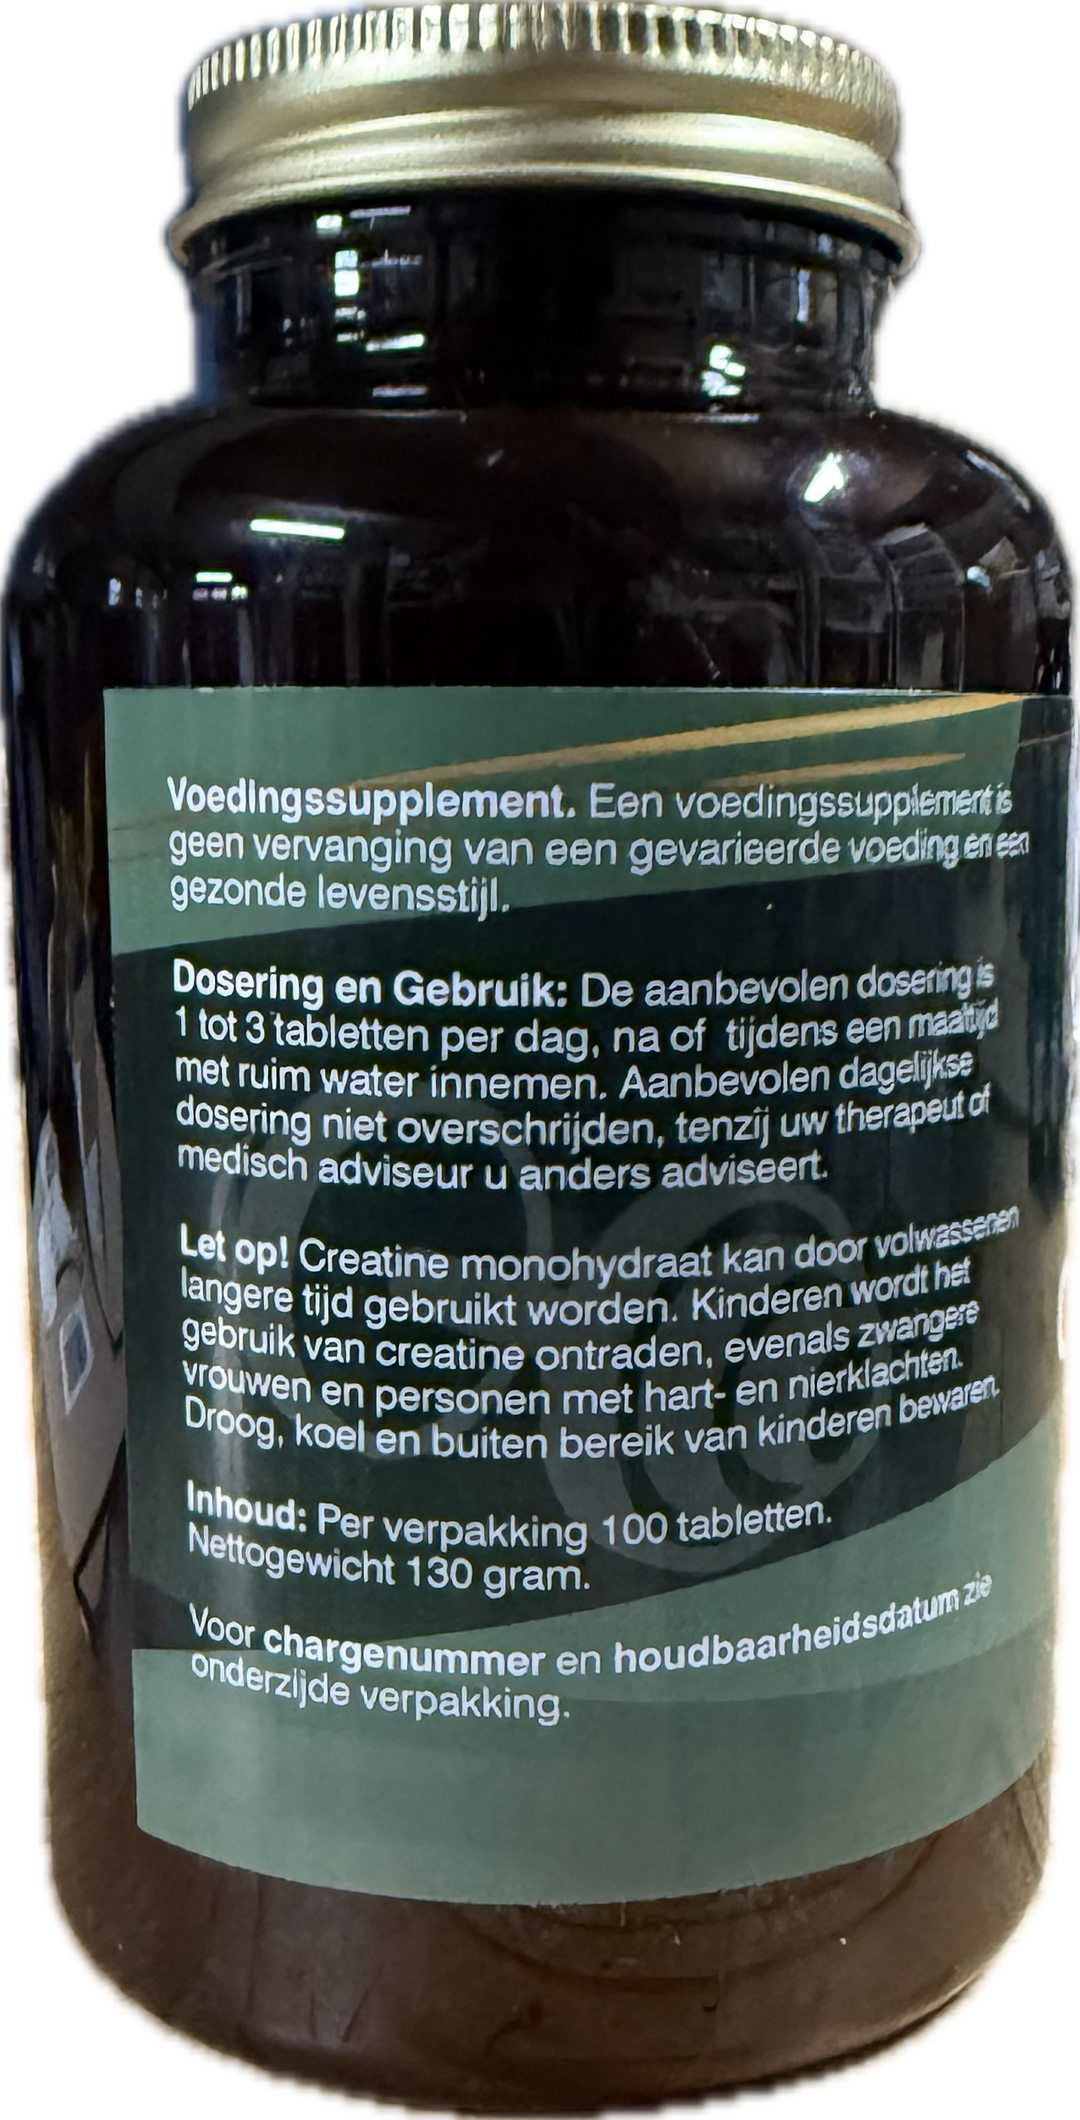 Voedingssupplement. Een voedingssupplement is
geen vervanging van een gevarieerde voeding en een
gezonde levensstijl.
Dosering en Gebruik: De aanbevolen dosering is
1 tot 3 tabletten per dag, na of tijdens een maaltijd
met ruim water innemen. Aanbevolen dagelijkse
dosering niet overschrijden, tenzij uw therapeut of
medisch adviseur u anders adviseert.
Let op! Creatine monohydraat kan door volwassenen
langere tijd gebruikt worden. Kinderen wordt het
gebruik van creatine ontraden, evenals zwangere
vrouwen en personen met hart- en nierklachten.
Droog, koel en buiten bereik van kinderen bewaren.
Inhoud: Per verpakking 100 tabletten.
Nettogewicht 130 gram.
Voor chargenummer en houdbaarheidsdatum zie
onderzijde verpakking.